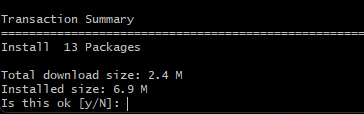 Transaction Summary
================================================
Install  13 Packages
Total download size: 2.4 M
Installed size: 6.9 M
Is this ok [y/N]: